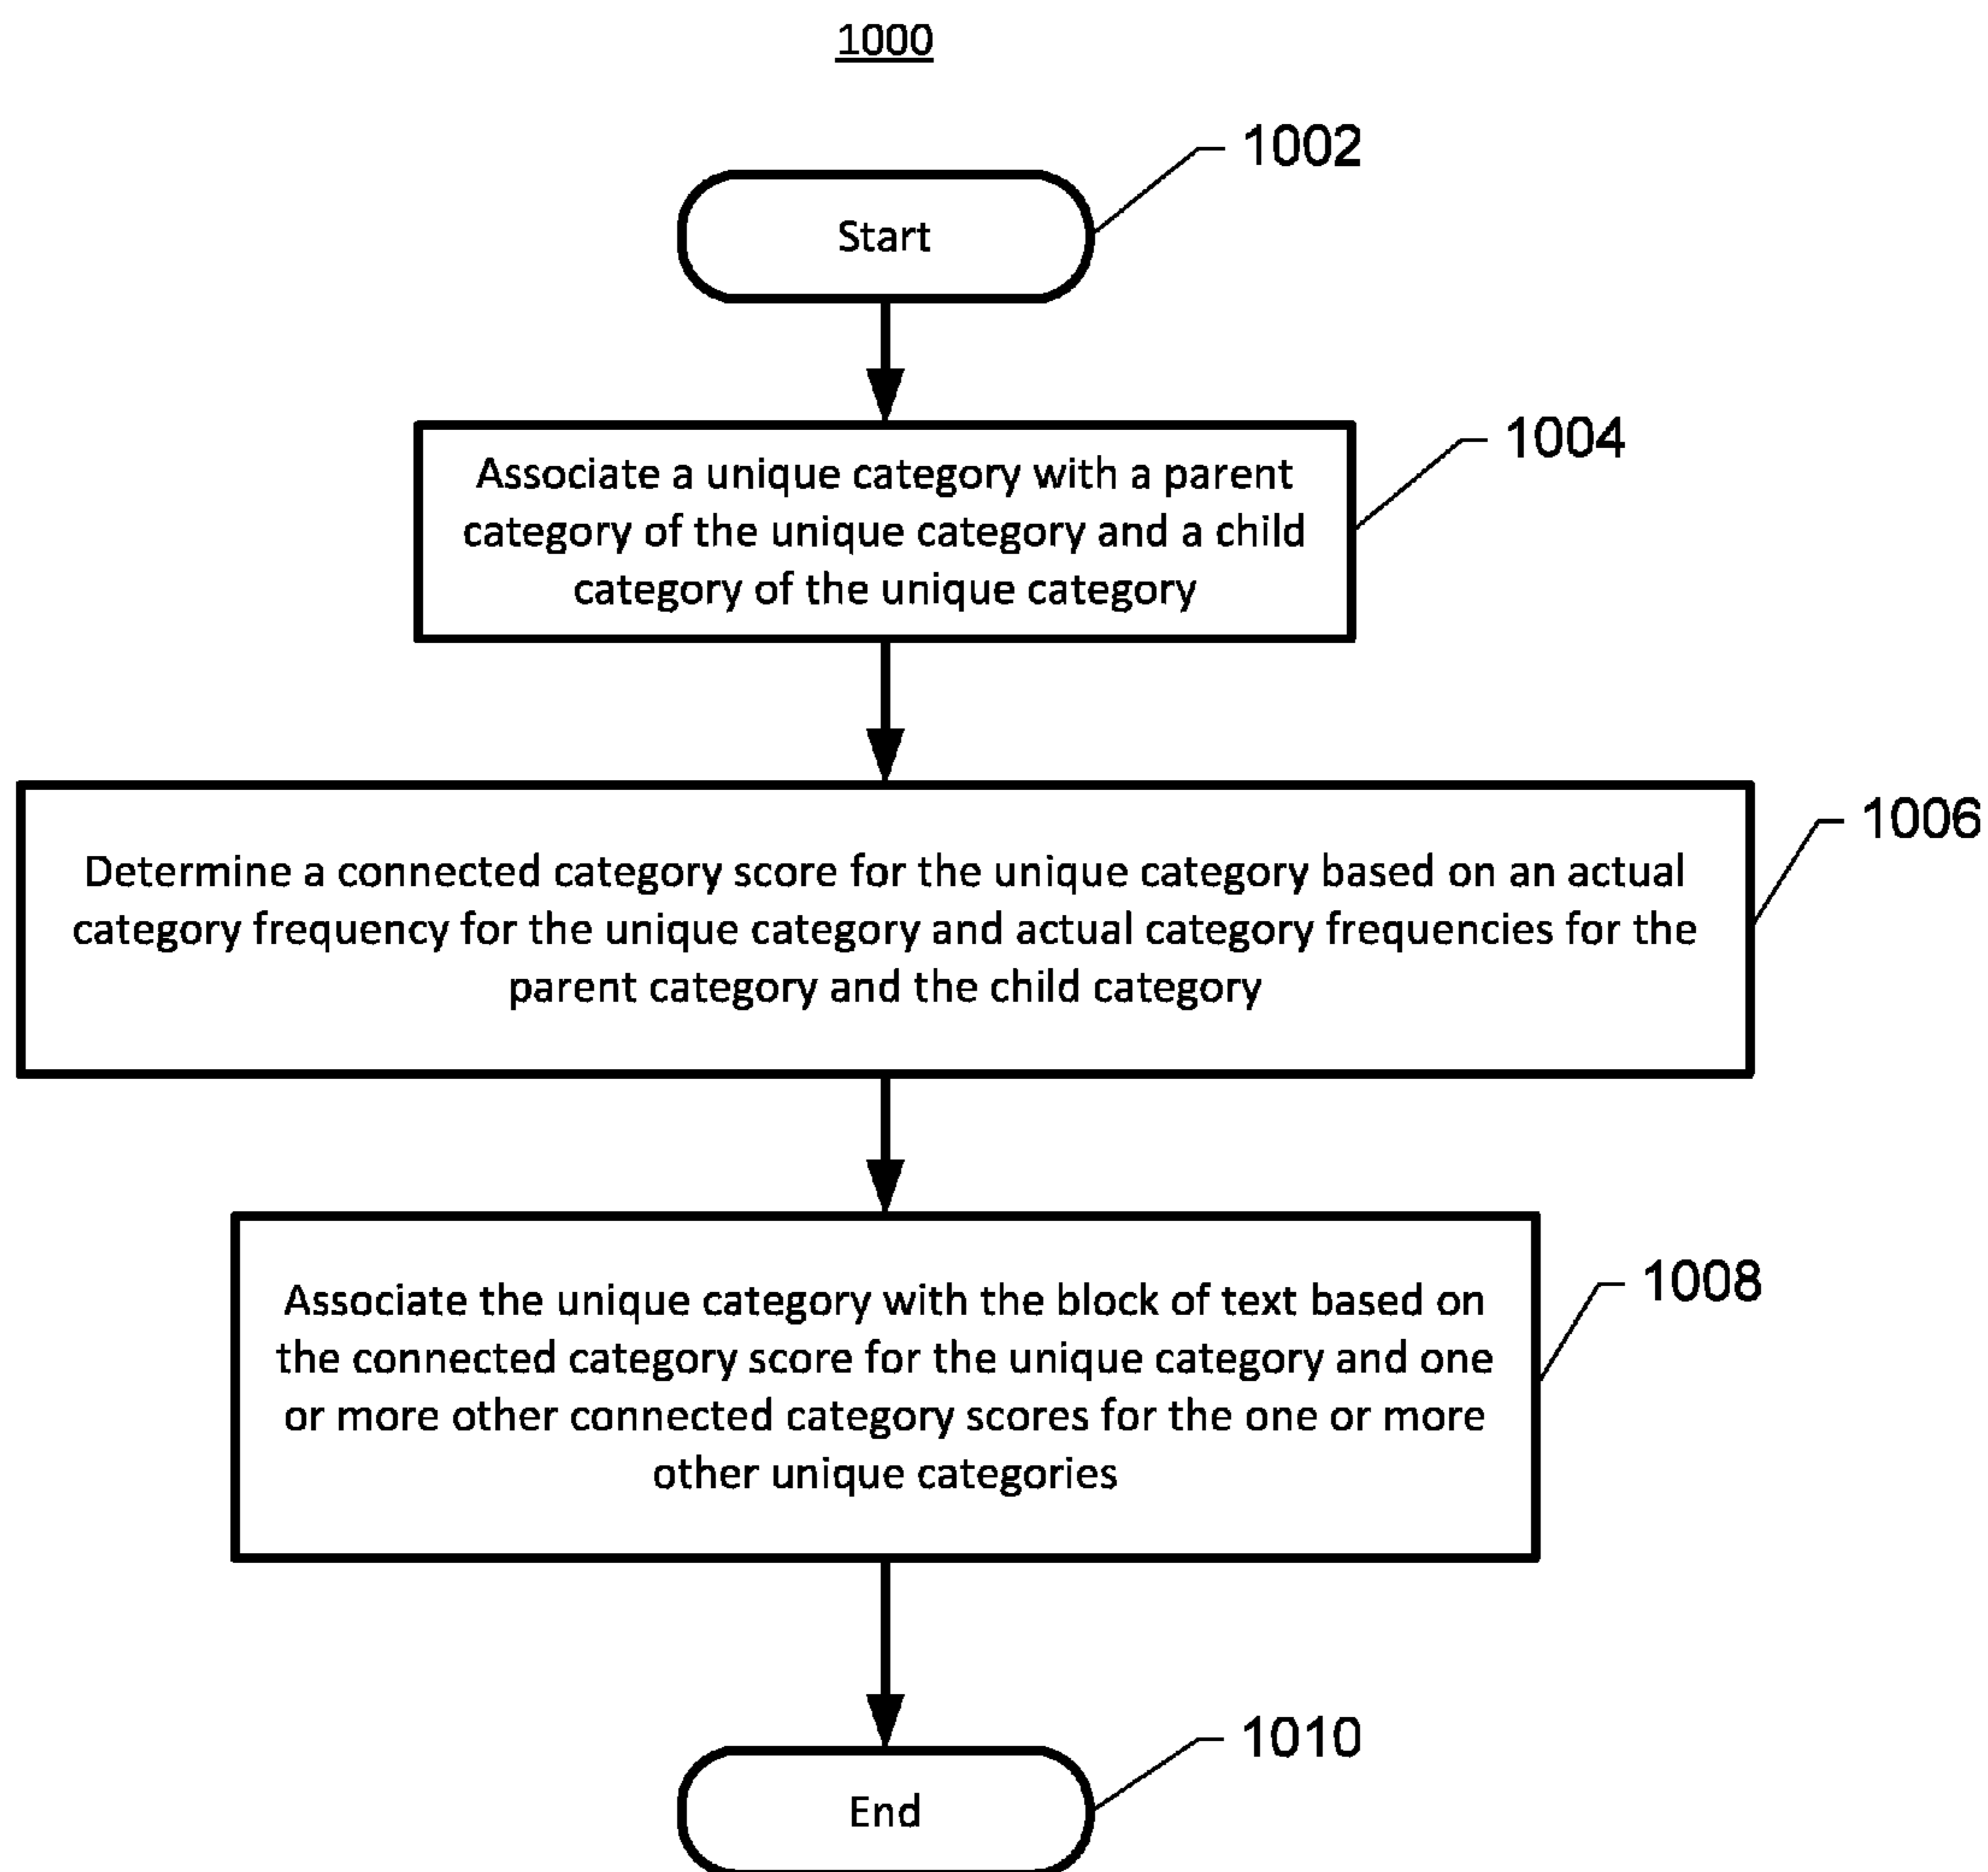 1000
1002
Start
1004
Associate a unique category with a parent
category of the unique category and a child
category of the unique category
1006
Determine a connected category score for the unique category based on an actual
category frequency for the unique category and actual category frequencies for the
parent category and the child category
1008
Associate the unique category with the block of text based on
the connected category score for the unique category and one
or more other connected category scores for the one or more
other unique categories
1010
End